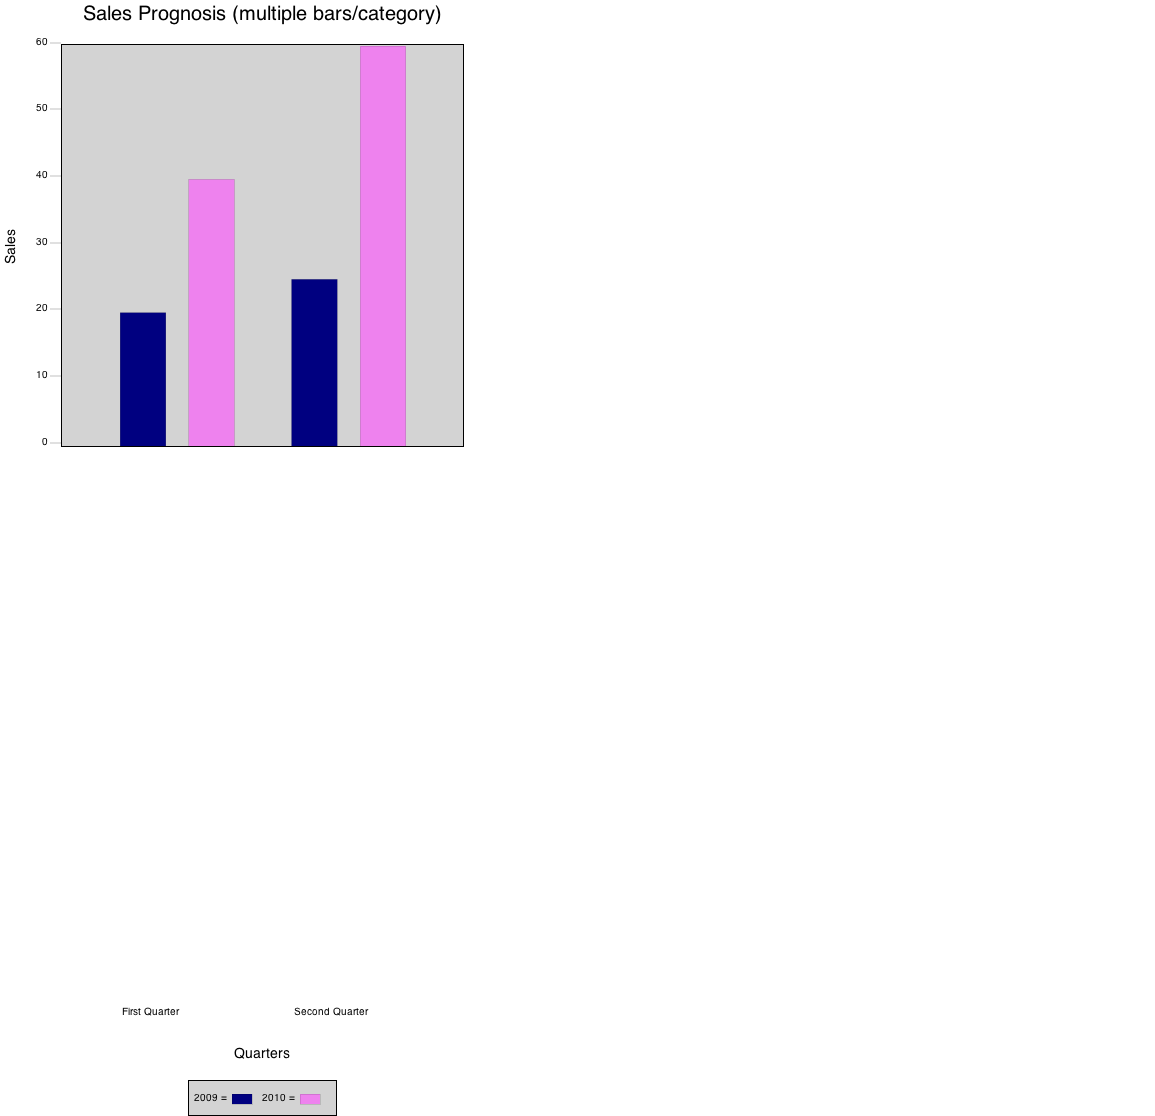 Sales Prognosis (multiple bars/category)
60
50
40
30
20
10
0
Sales
First Quarter Second Quarter
Quarters
2009 = 2010 =